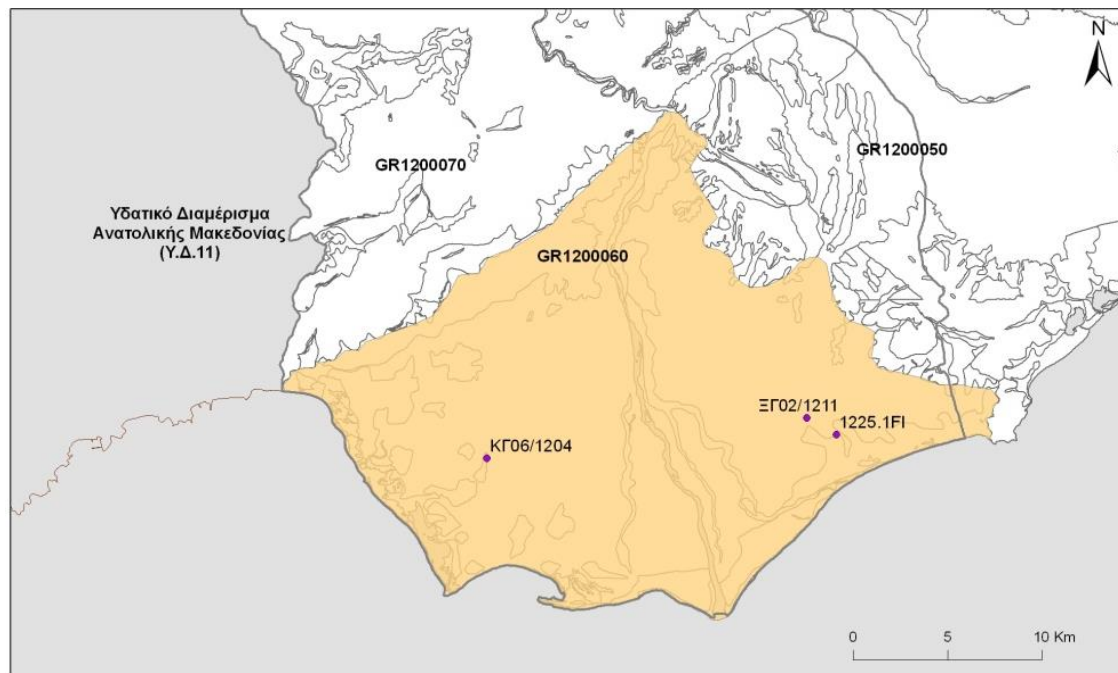 N
GR1200070
GR1200050
Υδατικό Διαμέρισμα
Ανατολικής Μακεδονίας
(Υ.Δ.11)
GR1200060
ΞΓ02/1211
1225.1FI
ΚΓ06/1204
0 5 10 Km